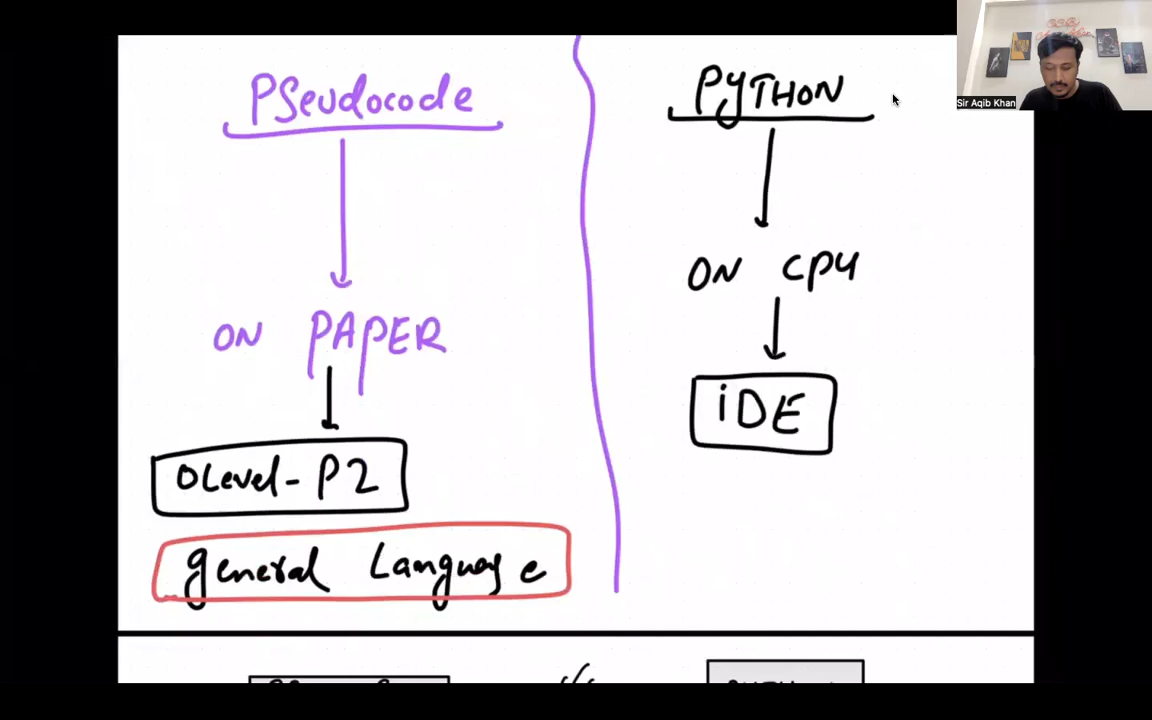 PSeudocode
ON PAPER
OLevel-P2
general Language
PYTHON
ON CPU
iDE
Sir Aqib Khan